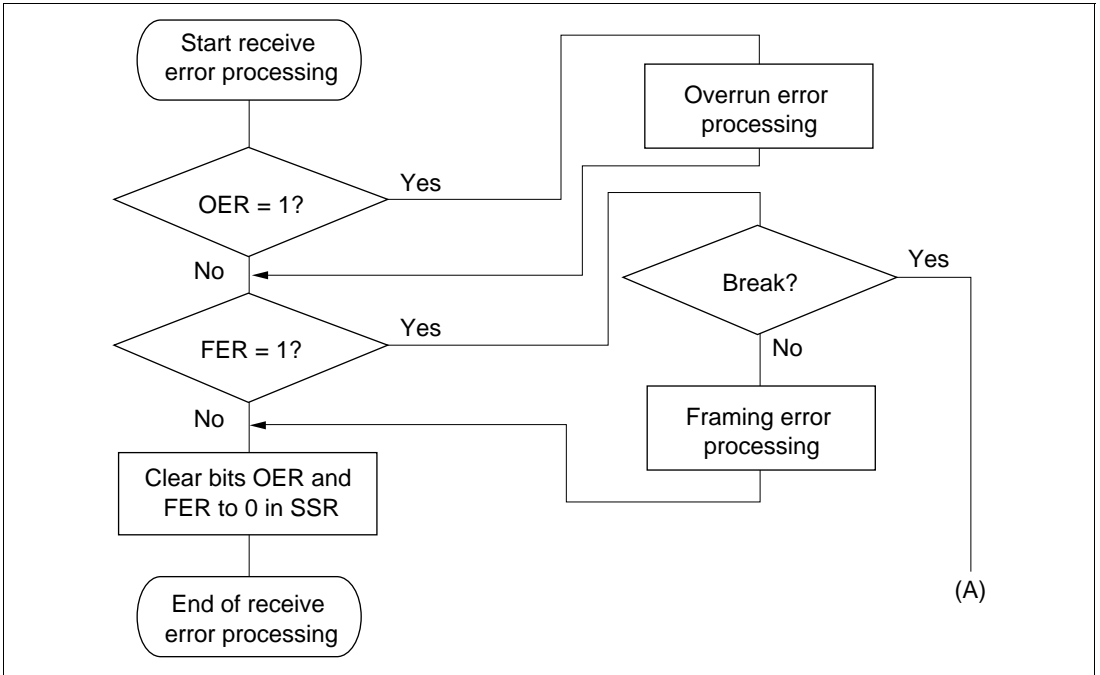 Start receive
error processing
OER = 1?
Yes
No
Overrun error
processing
FER = 1?
Yes
No
Break?
Yes
No
Framing error
processing
Clear bits OER and
FER to 0 in SSR
End of receive
error processing
(A)